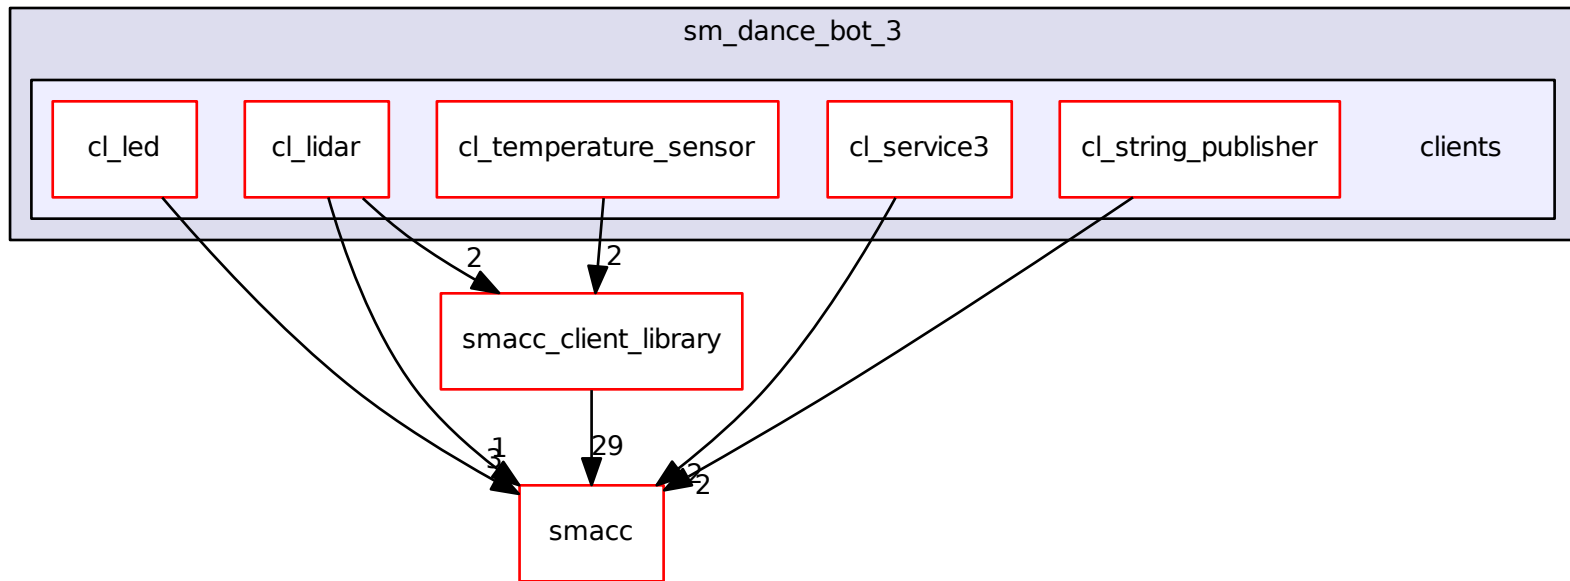 sm_dance_bot_3
cl_led
cl_lidar
cl_temperature_sensor
cl_service3
cl_string_publisher
clients
2
2
smacc_client_library
1
3
29
2
2
smacc